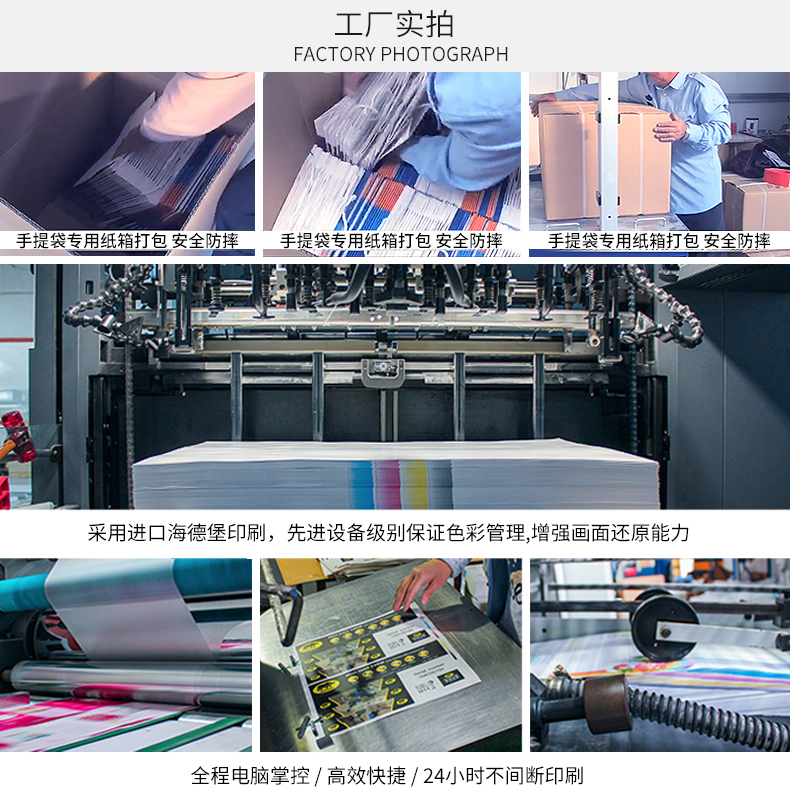 工厂实拍
FACTORY PHOTOGRAPH
手提袋专用纸箱打包 安全防摔
手提袋专用纸箱打包 安全防摔
手提袋专用纸箱打包 安全防摔
采用进口海德堡印刷，先进设备级别保证色彩管理,增强画面还原能力
全程电脑掌控 / 高效快捷 / 24小时不间断印刷